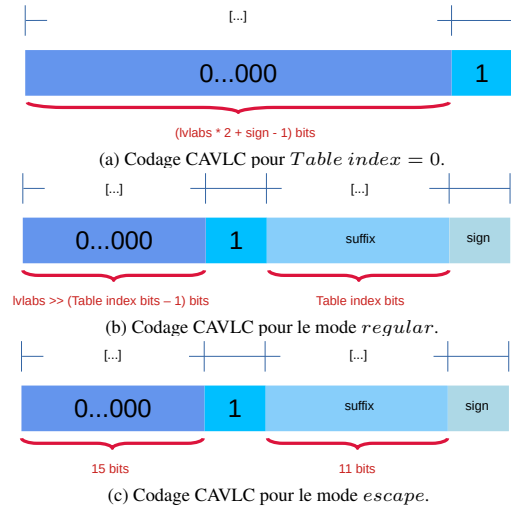 [...]
0...000 1
(lvlabs * 2 + sign - 1) bits
(a) Codage CAVLC pour Table index = 0.
[...] [...]
0...000 1 suffix sign
lvlabs >> (Table index bits – 1) bits Table index bits
(b) Codage CAVLC pour le mode regular.
[...] [...]
0...000 1 suffix sign
15 bits 11 bits
(c) Codage CAVLC pour le mode escape.